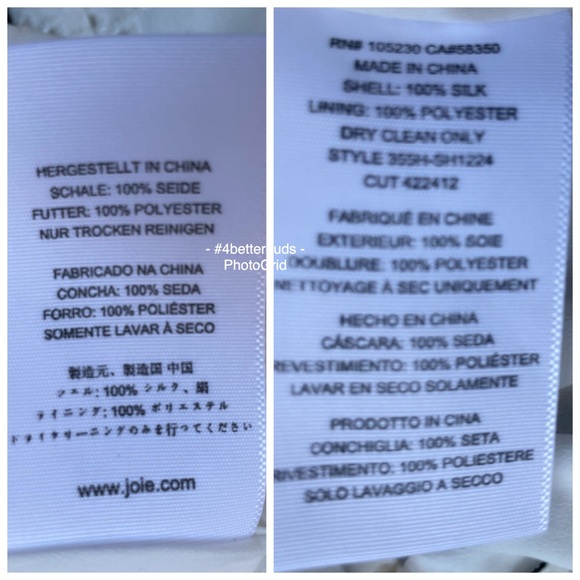 HERGESTELLT IN CHINA
SCHALE: 100% SEIDE
FUTTER: 100% POLYESTER
NUR TROCKEN REINIGEN
FABRICADO NA CHINA
CONCHA: 100% SEDA
FORRO: 100% POLIÉSTER
SOMENTE LAVAR À SECO
製造元、製造国 中国
シェル: 100% シルク、絹
ライニング: 100% ポリエステル
ドライクリーニングのみを行ってください
www.joie.com
- #4betterbuds -
PhotoGrid
RN# 105230 CA#58350
MADE IN CHINA
SHELL: 100% SILK
LINING: 100% POLYESTER
DRY CLEAN ONLY
STYLE 355H-SH1224
CUT 422412
FABRIQUÉ EN CHINE
EXTERIEUR: 100% SOIE
DOUBLURE: 100% POLYESTER
NETTOYAGE À SEC UNIQUEMENT
HECHO EN CHINA
CÁSCARA: 100% SEDA
REVESTIMIENTO: 100% POLIÉSTER
LAVAR EN SECO SOLAMENTE
PRODOTTO IN CINA
CONCHIGLIA: 100% SETA
RIVESTIMENTO: 100% POLIESTERE
SOLO LAVAGGIO A SECCO